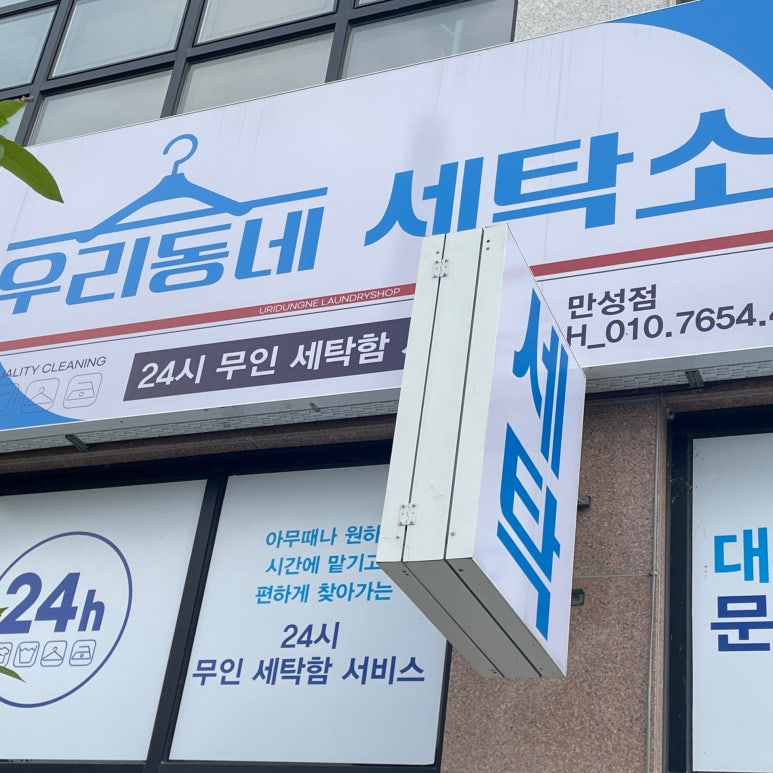 우리동네 세탁소
URIDUNGNE LAUNDRYSHOP
만성점
H_010.7654.
CLEANING
24시 무인 세탁함
세탁
24h
아무때나 원하
시간에 맡기고
편하게 찾아가는
24시
무인 세탁함 서비스
대
문